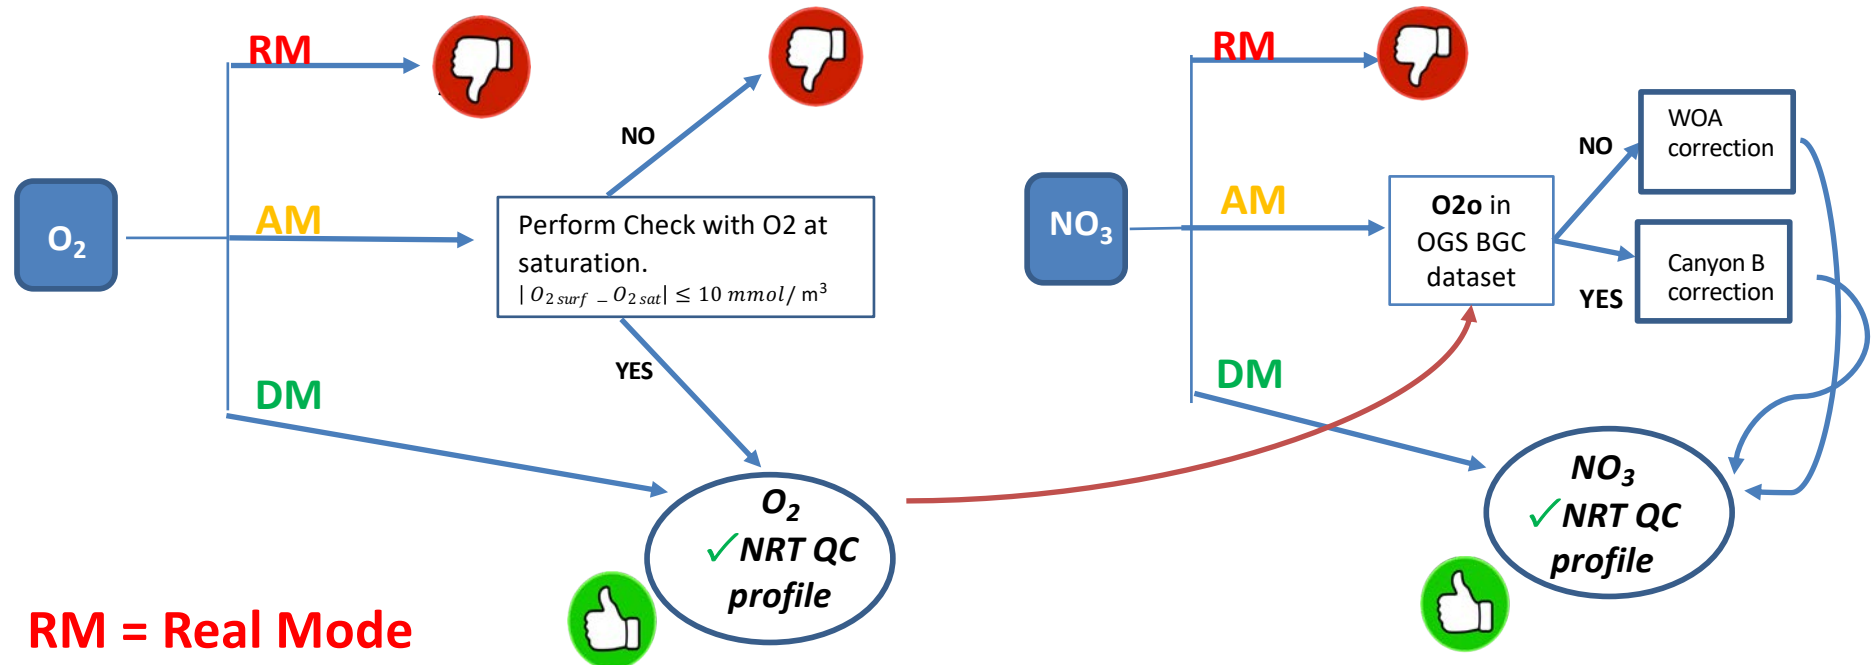 RM
NO
AM
O₂
Perform Check with O2 at
saturation.
| O₂ surf − O₂ sat| ≤ 10 mmol/ m³
YES
DM
O₂
✓NRT QC
profile
RM = Real Mode
RM
WOA
correction
NO
AM
NO₃
O2o in
OGS BGC
dataset
Canyon B
correction
YES
DM
NO₃
✓NRT QC
profile